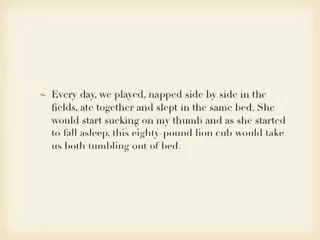 Every day, we played, napped side by side in the
fields, ate together and slept in the same bed. She
would start sucking on my thumb and as she started
to fall asleep, this eighty-pound lion cub would take
us both tumbling out of bed.